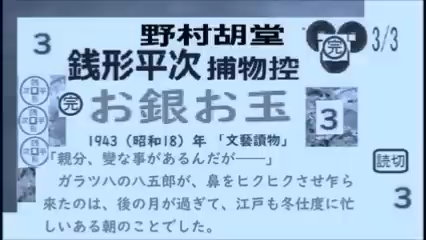 野村胡堂
3
完
3/3
銭形平次 捕物控
完 お銀お玉
3
1943（昭和18）年 「文藝讀物」
「親分、變な事があるんだが――」
読切
ガラツハの八五郎が、鼻をヒクヒクさせ乍ら
來たのは、後の月が過ぎて、江戸も冬仕度に忙
3
しいある朝のことでした。